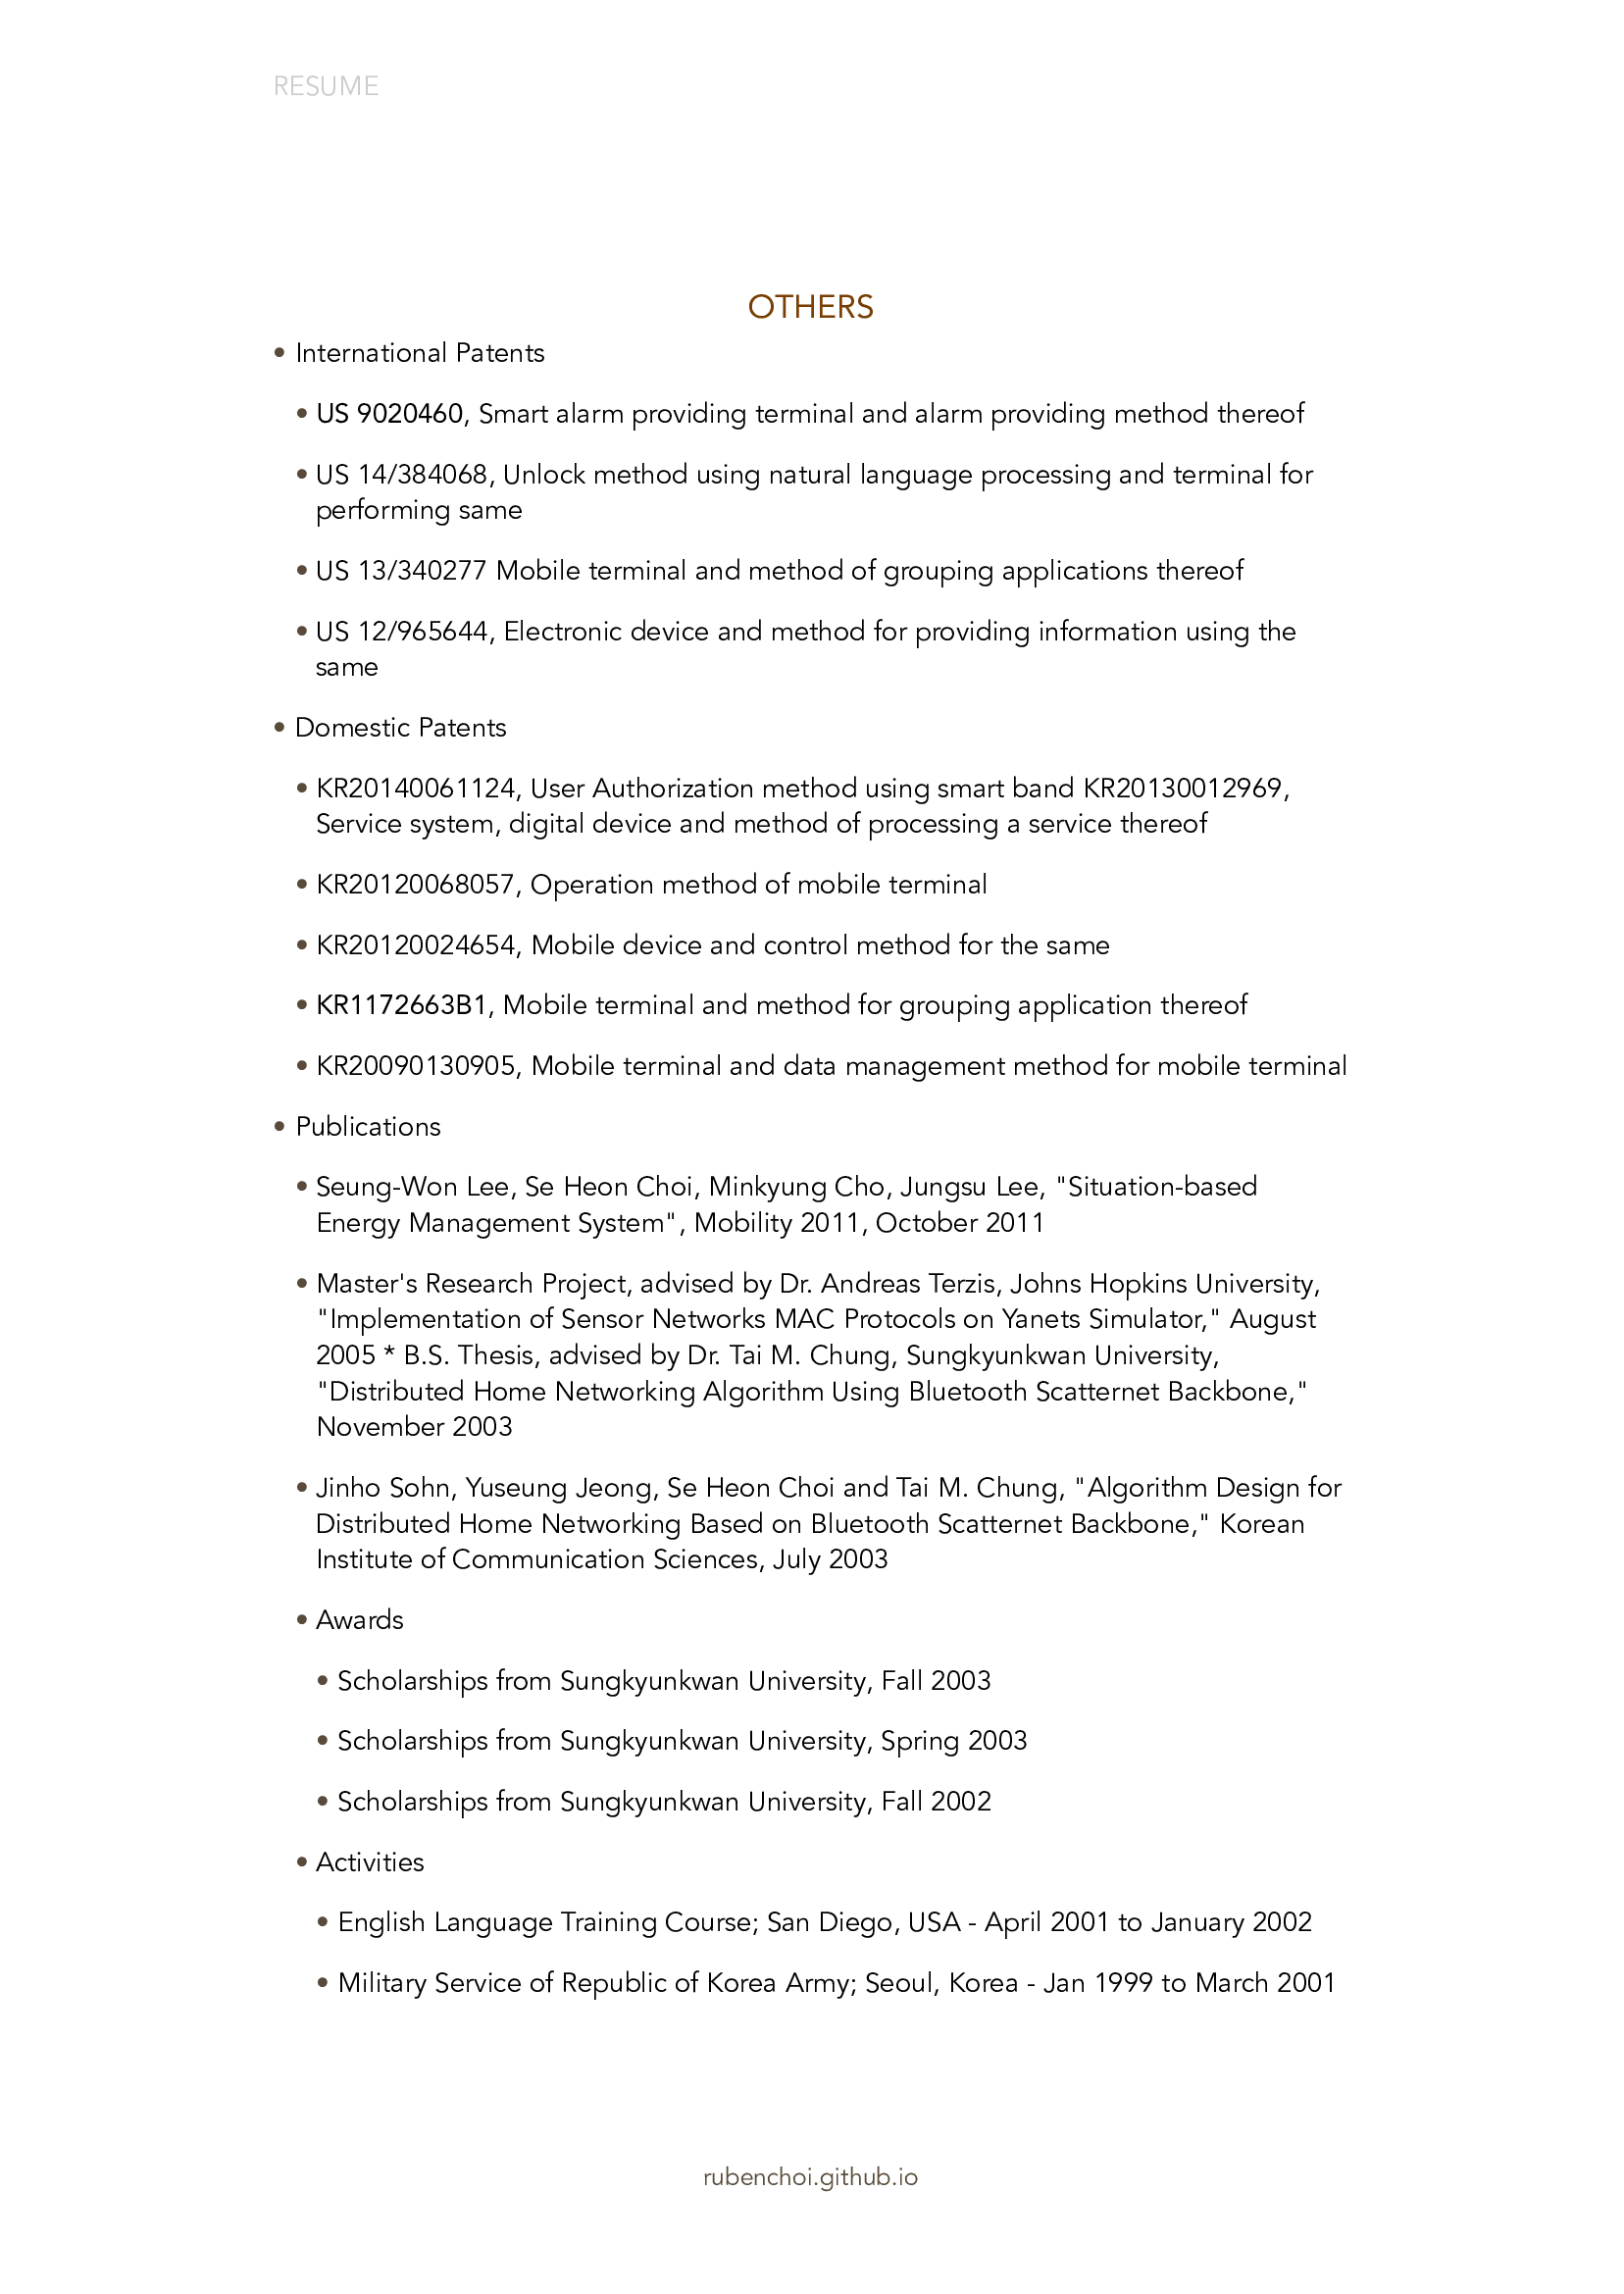 RESUME
OTHERS
• International Patents
• US 9020460, Smart alarm providing terminal and alarm providing method thereof
• US 14/384068, Unlock method using natural language processing and terminal for
performing same
• US 13/340277 Mobile terminal and method of grouping applications thereof
• US 12/965644, Electronic device and method for providing information using the
same
• Domestic Patents
• KR20140061124, User Authorization method using smart band KR20130012969,
Service system, digital device and method of processing a service thereof
• KR20120068057, Operation method of mobile terminal
• KR20120024654, Mobile device and control method for the same
• KR1172663B1, Mobile terminal and method for grouping application thereof
• KR20090130905, Mobile terminal and data management method for mobile terminal
• Publications
• Seung-Won Lee, Se Heon Choi, Minkyung Cho, Jungsu Lee, "Situation-based
Energy Management System", Mobility 2011, October 2011
• Master's Research Project, advised by Dr. Andreas Terzis, Johns Hopkins University,
"Implementation of Sensor Networks MAC Protocols on Yanets Simulator," August
2005 * B.S. Thesis, advised by Dr. Tai M. Chung, Sungkyunkwan University,
"Distributed Home Networking Algorithm Using Bluetooth Scatternet Backbone,"
November 2003
• Jinho Sohn, Yuseung Jeong, Se Heon Choi and Tai M. Chung, "Algorithm Design for
Distributed Home Networking Based on Bluetooth Scatternet Backbone," Korean
Institute of Communication Sciences, July 2003
• Awards
• Scholarships from Sungkyunkwan University, Fall 2003
• Scholarships from Sungkyunkwan University, Spring 2003
• Scholarships from Sungkyunkwan University, Fall 2002
• Activities
• English Language Training Course; San Diego, USA - April 2001 to January 2002
• Military Service of Republic of Korea Army; Seoul, Korea - Jan 1999 to March 2001
rubenchoi.github.io